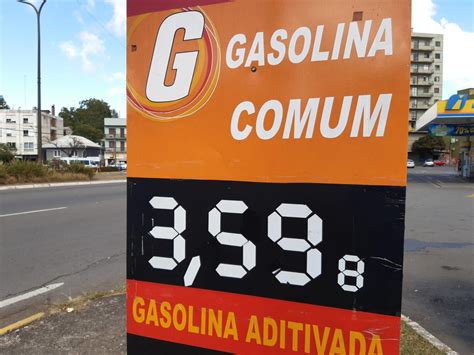 G GASOLINA
COMUM
3,598
GASOLINA ADITIVADA